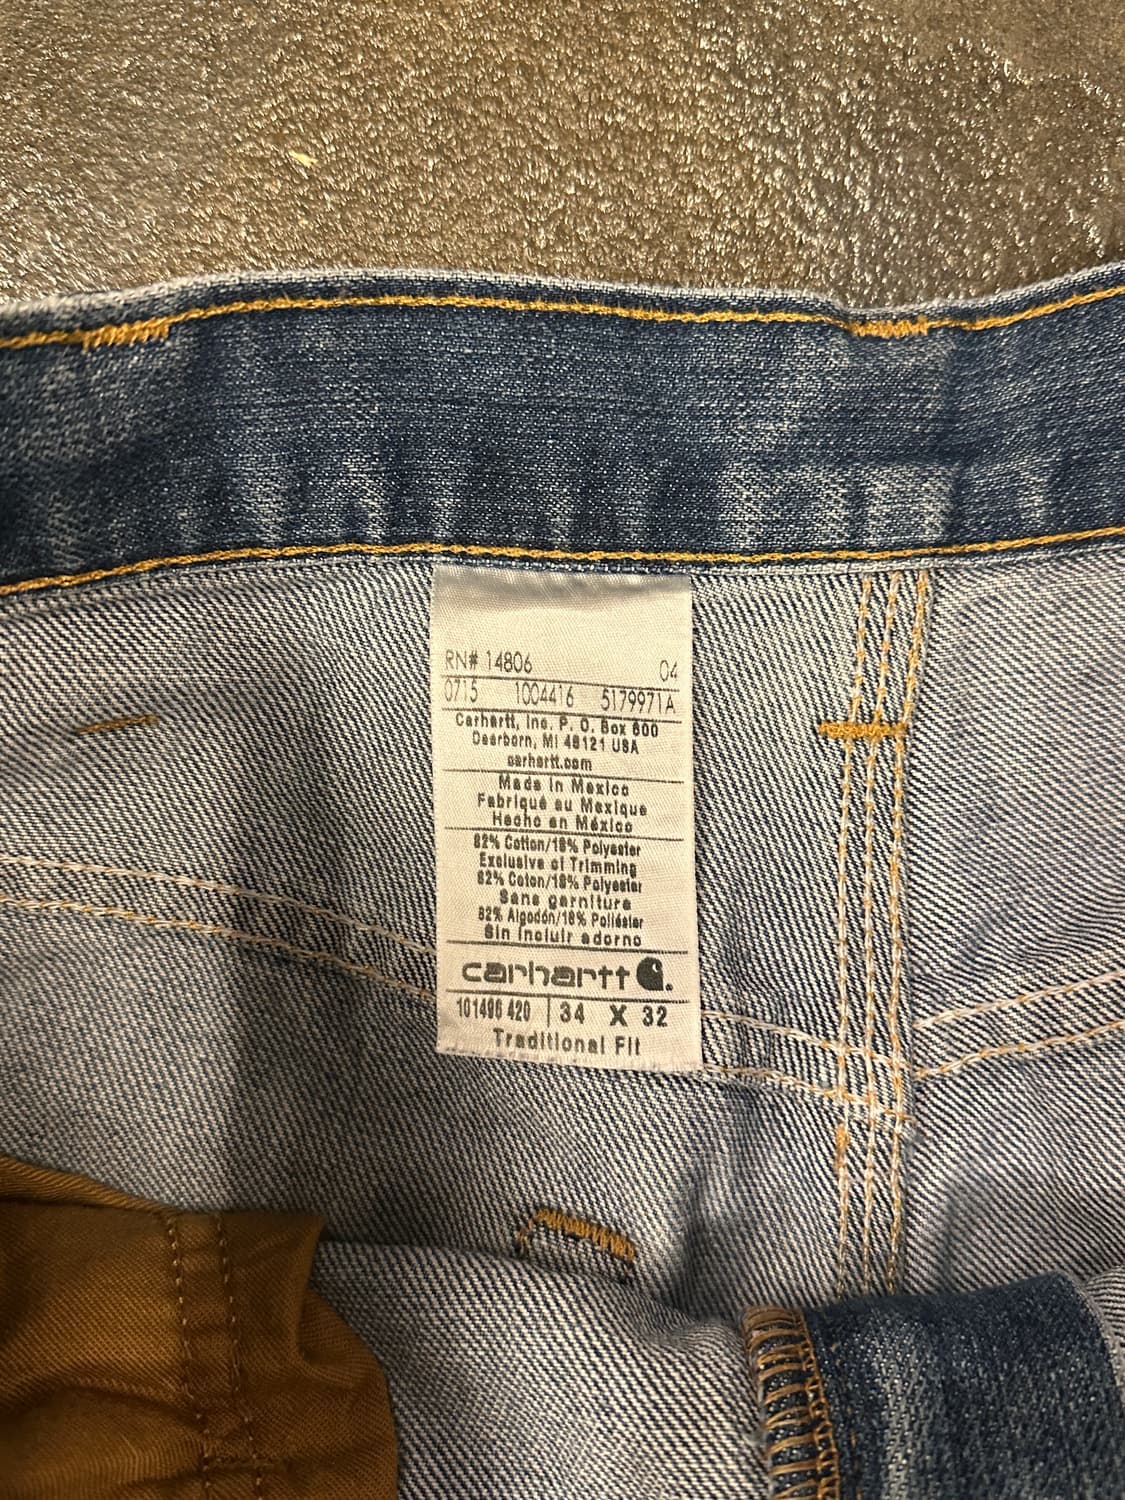 RN# 14806 04
0715 1004416 5179971A
Carhartt, Inc. P. O. Box 600
Dearborn, MI 48121 USA
carhartt.com
Made in Mexico
Fabriqué au Mexique
Hecho en México
82% Cotton/18% Polyester
Exclusive of Trimming
82% Coton/18% Polyester
Sans garniture
82% Algodón/18% Poliéster
Sin incluir adorno
carhartt
101496 420 34 X 32
Traditional Fit